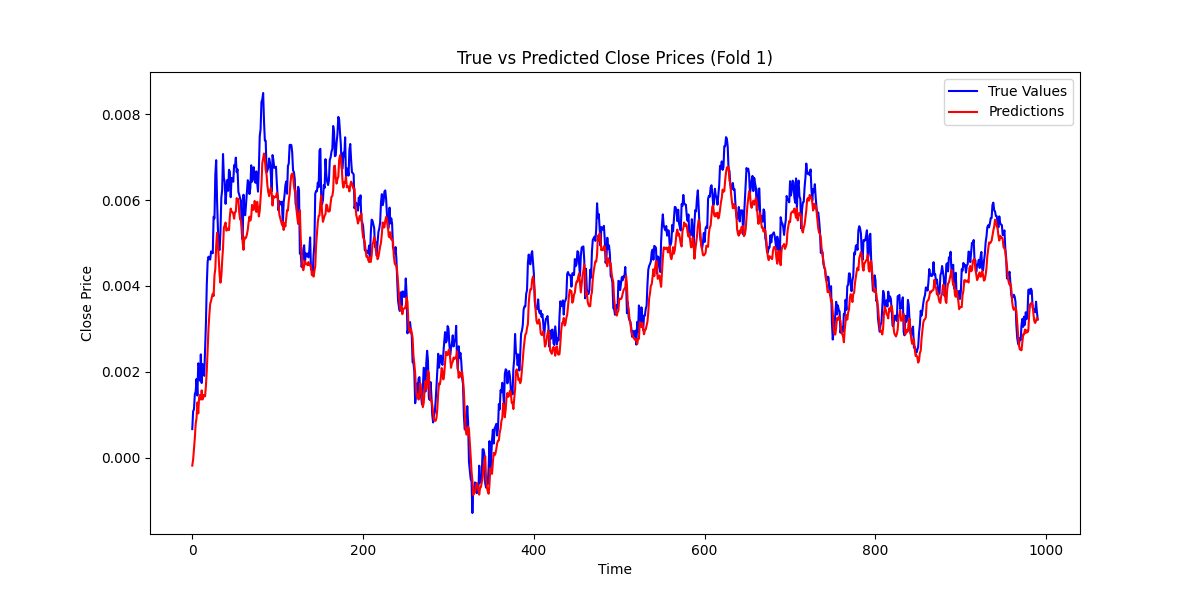 True vs Predicted Close Prices (Fold 1)
True Values
Predictions
Close Price
0.008
0.006
0.004
0.002
0.000
0
200
400
600
800
1000
Time